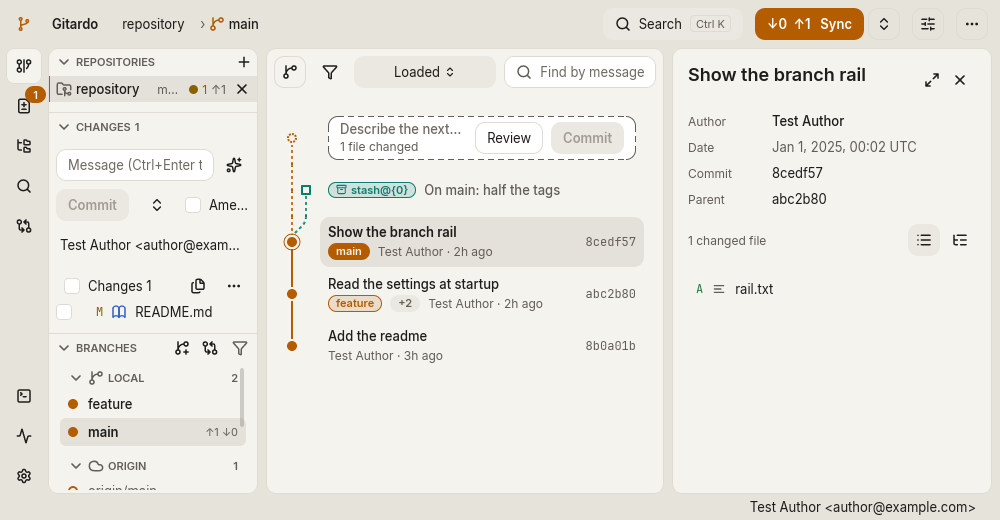 Gitardo repository › main Search Ctrl K ↓0 ↑1 Sync
REPOSITORIES
repository m... 1 ↑1
1
CHANGES 1
Message (Ctrl+Enter t
Commit Ame...
Test Author <author@exam...
Changes 1
M README.md
BRANCHES
LOCAL 2
feature
main ↑1 ↓0
ORIGIN 1
origin/main
Loaded Find by message
Describe the next...
1 file changed
Review Commit
stash@{0} On main: half the tags
Show the branch rail
main Test Author · 2h ago 8cedf57
Read the settings at startup
feature +2 Test Author · 2h ago abc2b80
Add the readme
Test Author · 3h ago 8b0a01b
Show the branch rail
Author Test Author
Date Jan 1, 2025, 00:02 UTC
Commit 8cedf57
Parent abc2b80
1 changed file
A rail.txt
Test Author <author@example.com>